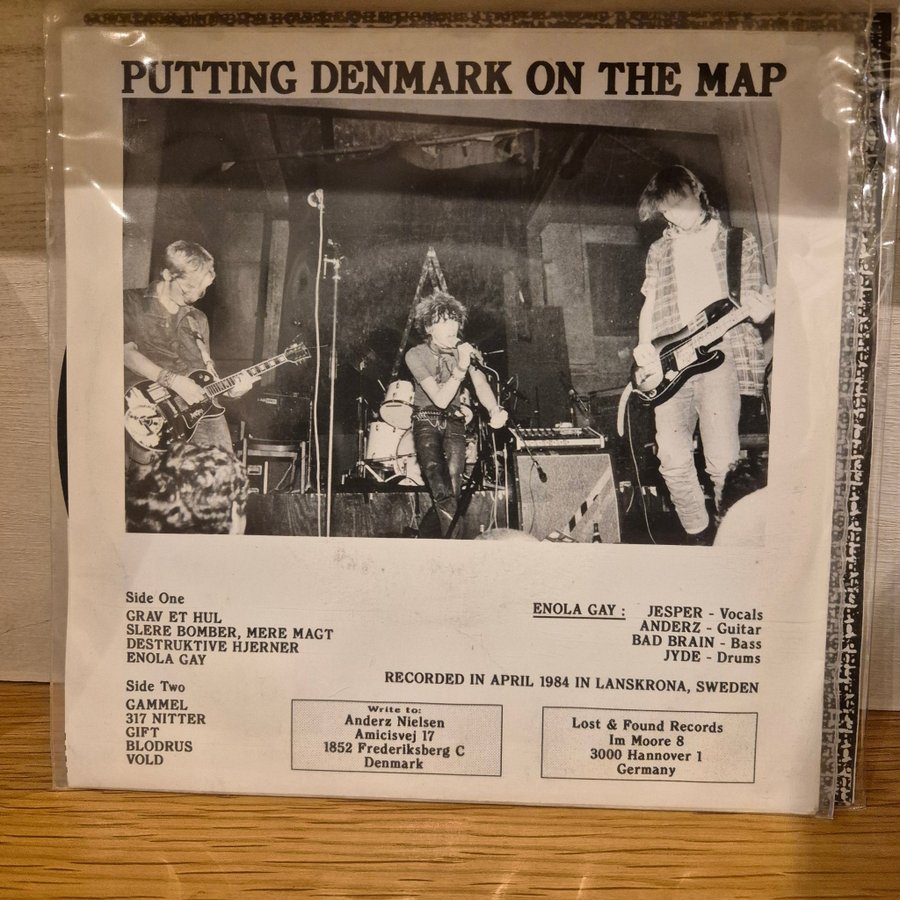 PUTTING DENMARK ON THE MAP
Side One
GRAV ET HUL
SLERE BOMBER, MERE MAGT
DESTRUKTIVE HJERNER
ENOLA GAY
Side Two
GAMMEL
317 NITTER
GIFT
BLODRUS
VOLD
ENOLA GAY : JESPER - Vocals
ANDERZ - Guitar
BAD BRAIN - Bass
JYDE - Drums
RECORDED IN APRIL 1984 IN LANSKRONA, SWEDEN
Write to:
Anderz Nielsen
Amicisvej 17
1852 Frederiksberg C
Denmark
Lost & Found Records
Im Moore 8
3000 Hannover 1
Germany